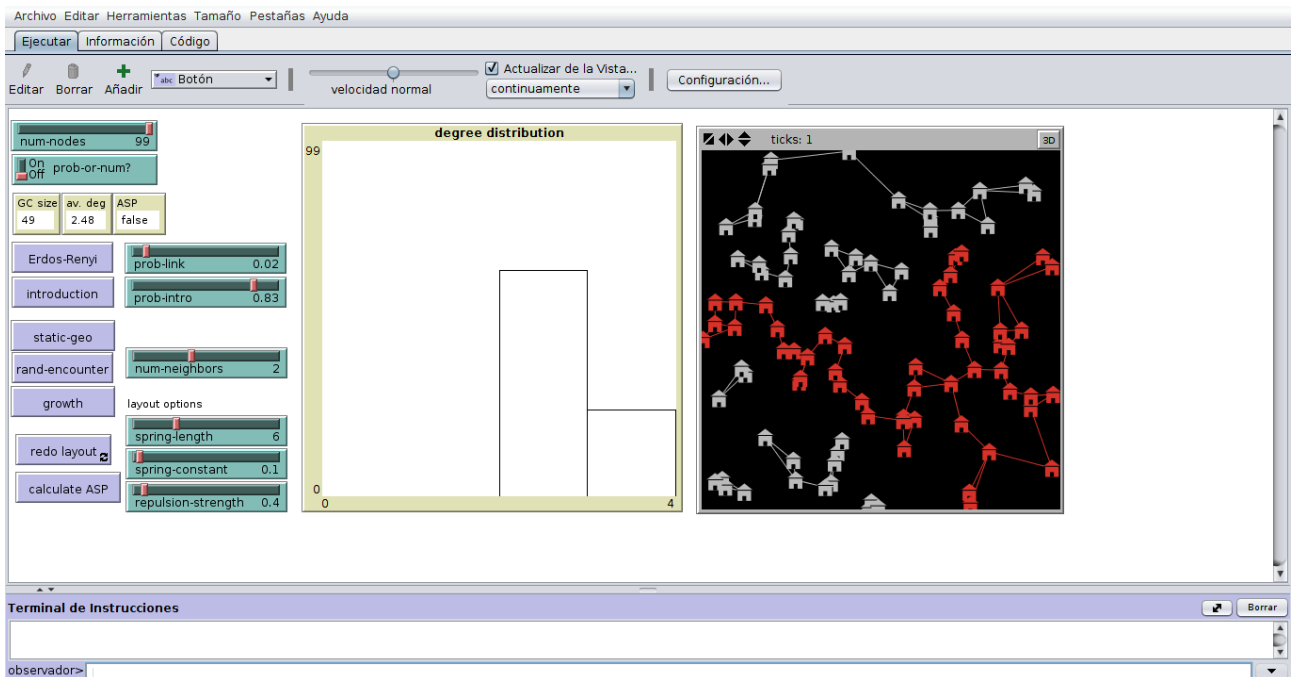 Archivo Editar Herramientas Tamaño Pestañas Ayuda
Ejecutar Información Código
Editar Borrar Añadir abc Botón velocidad normal Actualizar de la Vista... continuamente Configuración...
num-nodes 99
On
Off prob-or-num?
GC size av. deg ASP
49 2.48 false
Erdos-Renyi
prob-link 0.02
introduction
prob-intro 0.83
static-geo
rand-encounter
num-neighbors 2
growth
layout options
spring-length 6
redo layout
spring-constant 0.1
calculate ASP
repulsion-strength 0.4
degree distribution
99
0
0 4
ticks: 1 3D
Terminal de Instrucciones Borrar
observador>